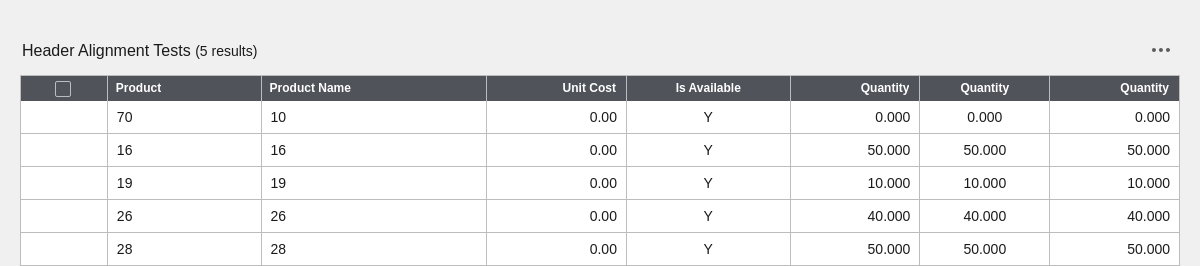 Header Alignment Tests (5 results)
Product Product Name Unit Cost Is Available Quantity Quantity Quantity
70 10 0.00 Y 0.000 0.000 0.000
16 16 0.00 Y 50.000 50.000 50.000
19 19 0.00 Y 10.000 10.000 10.000
26 26 0.00 Y 40.000 40.000 40.000
28 28 0.00 Y 50.000 50.000 50.000